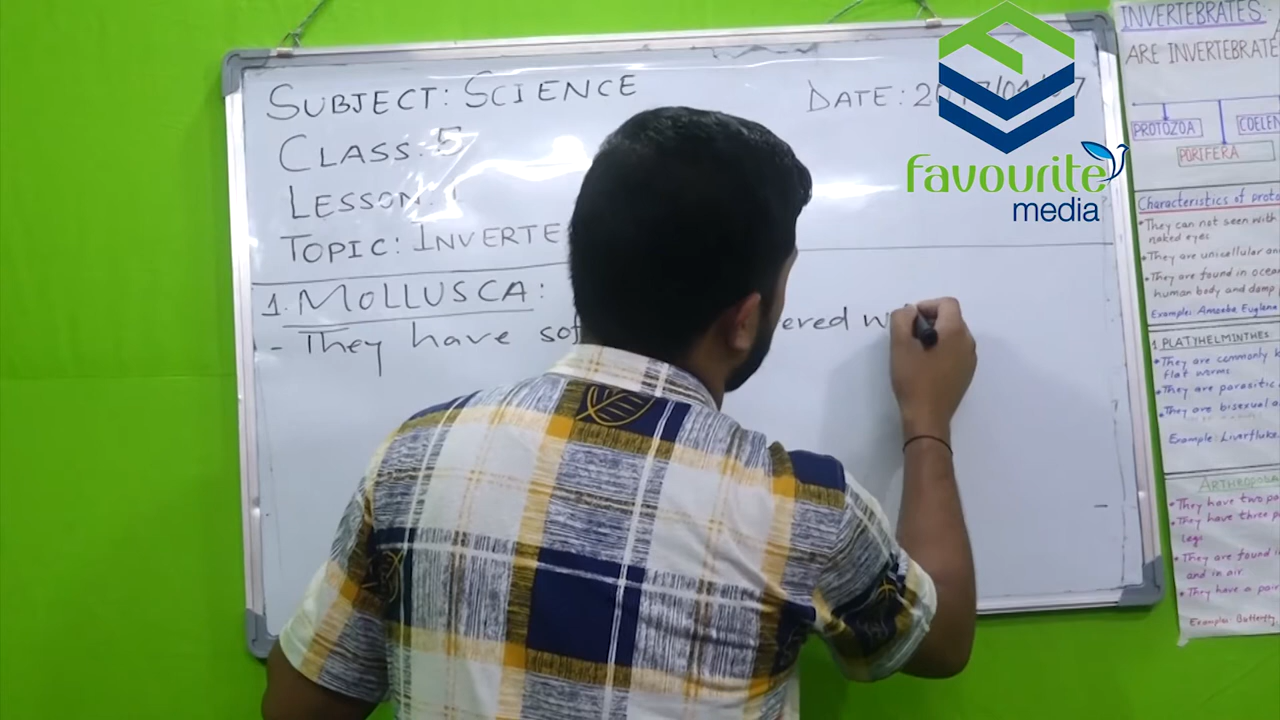 SUBJECT: SCIENCE
DATE: 20
CLASS: 5
LESSON:
TOPIC: INVERTE
1. MOLLUSCA:
- They have sof ered w
favourite
media
INVERTEBRATES
ARE INVERTEBRATE
PROTOZOA
COELEN
PORIFERA
Characteristics of proto
• They can not seen with
naked eyes
• They are unicellular an
• They are found in ocea
human body and damp
Example: Amoeba Euglena
1. PLATYHELMINTHES:
• They are commonly k
flat worms.
• They are parasitic,
• They are bisexual a
Example: Liverfluke.
ARTHROPODA
• They have two pa
• They have three p
legs
• They are found i
and in air
• They have a pair
Examples: Butterfly